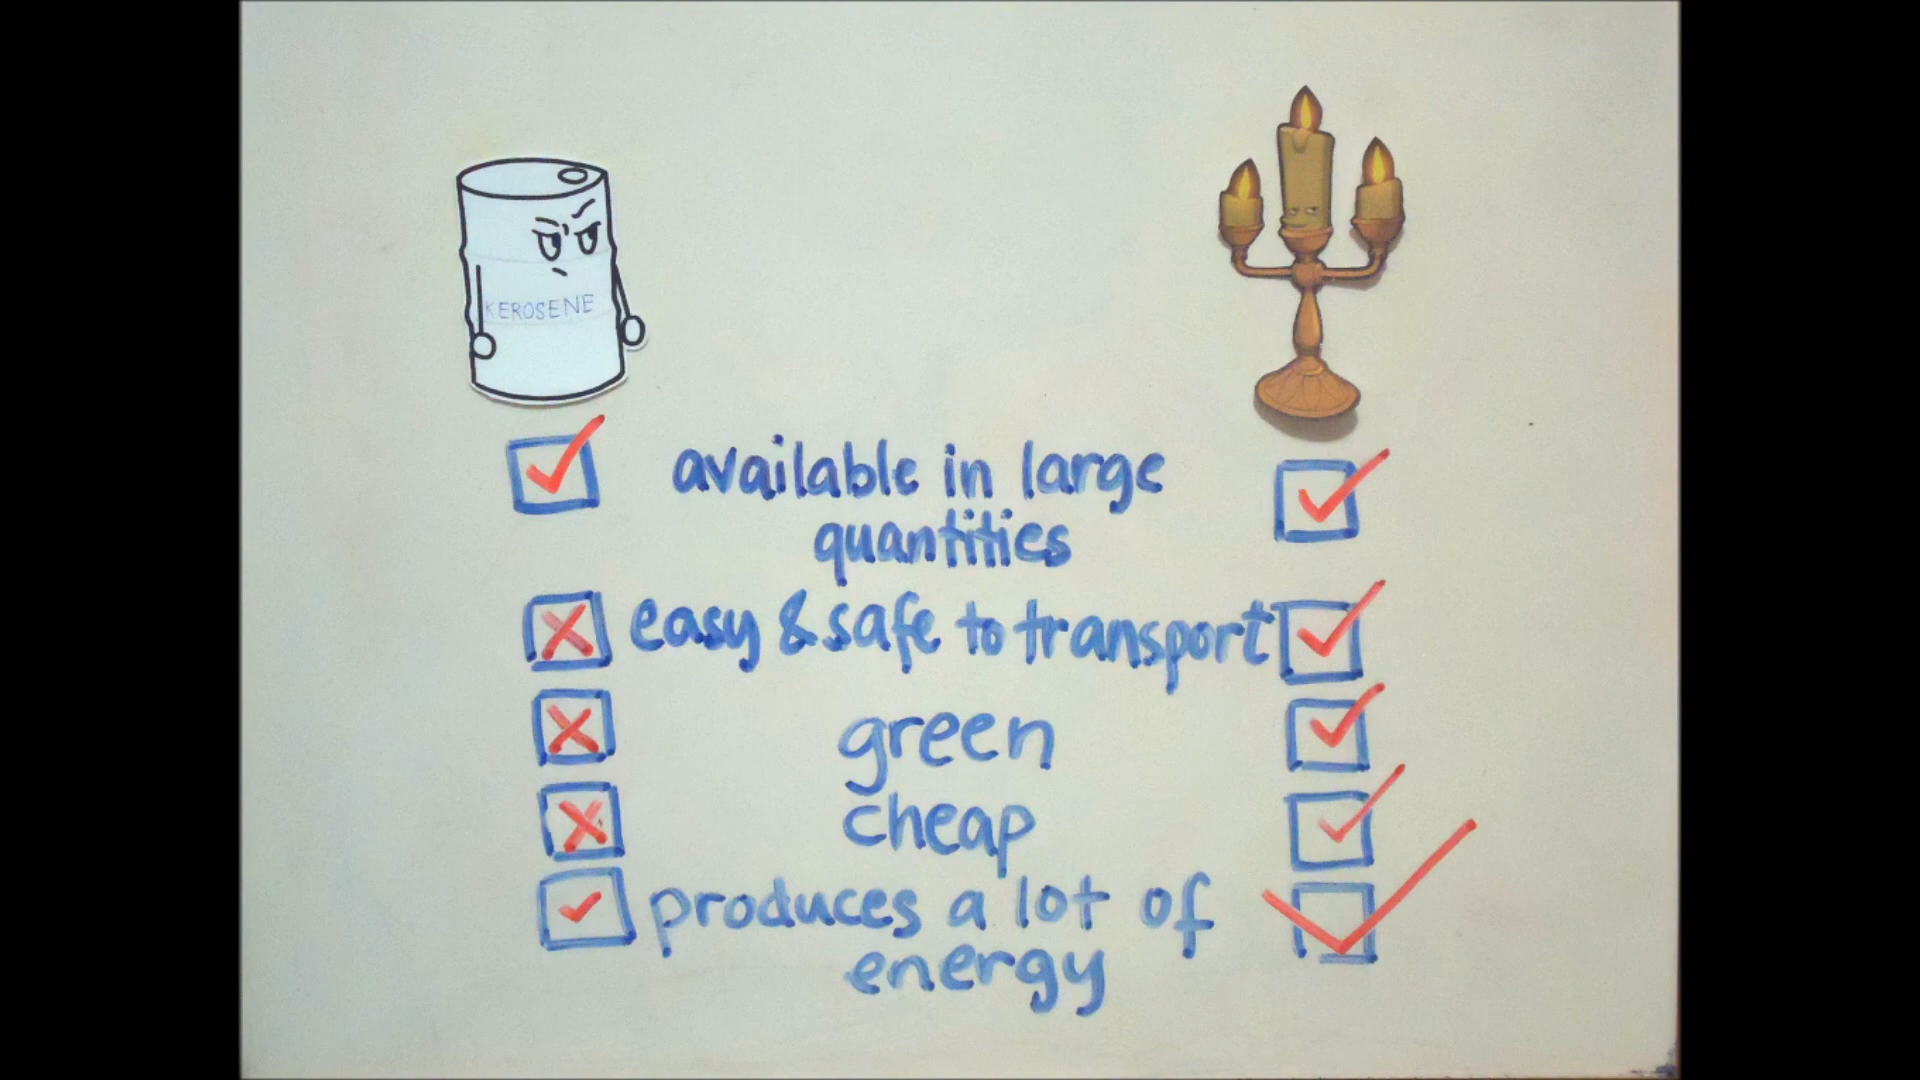 KEROSENE
available in large
quantities
easy & safe to transport
green
cheap
produces a lot of
energy